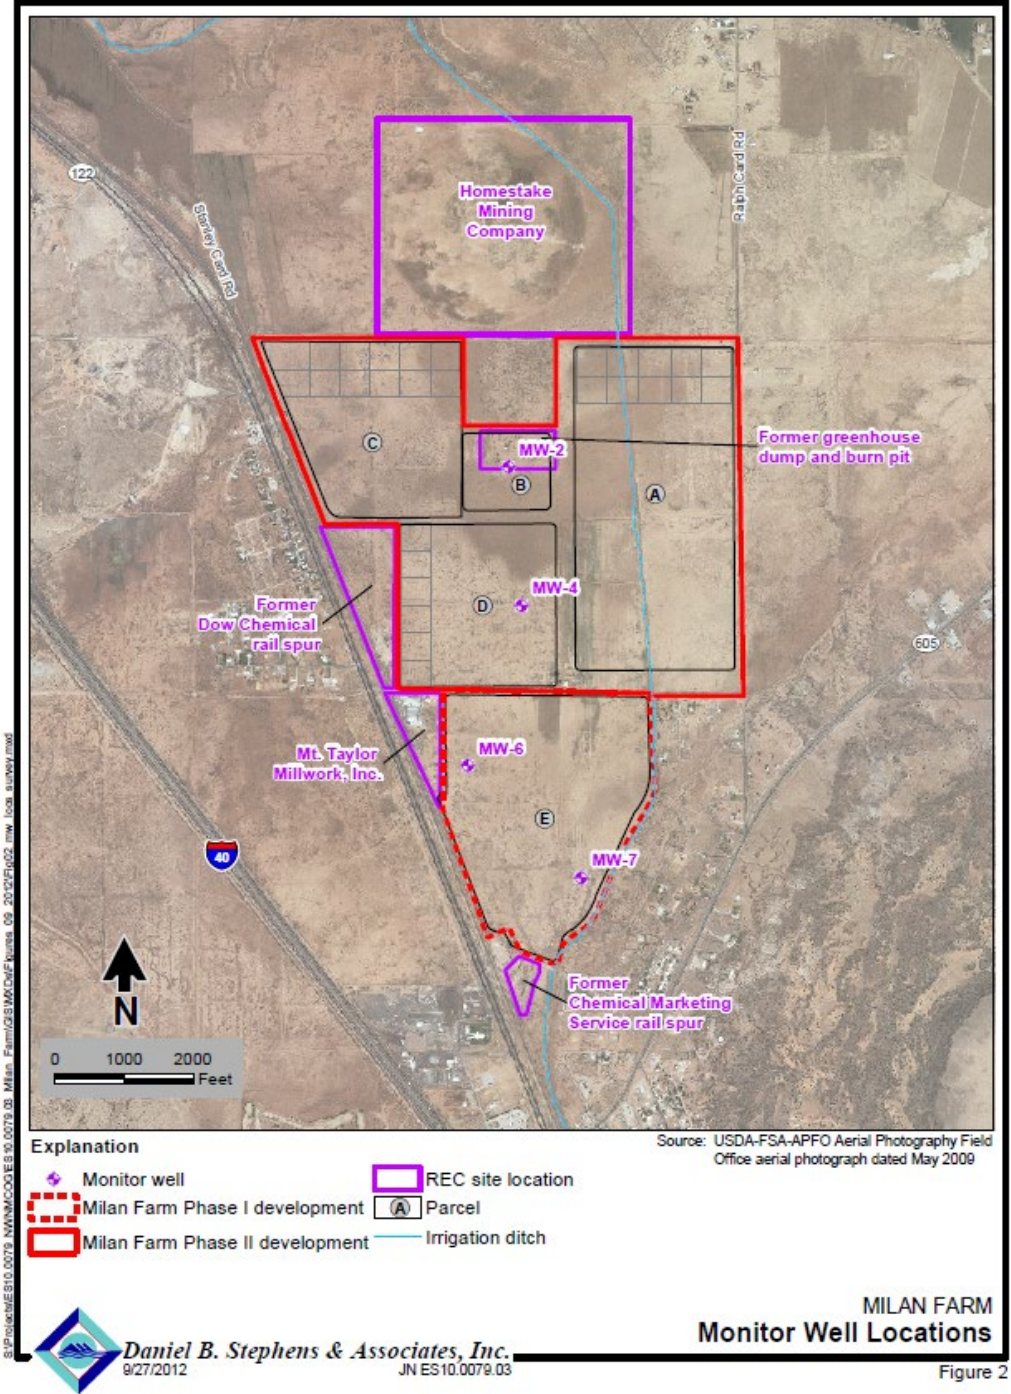 122
Stanley Card Rd
Ralph Card Rd
Homestake
Mining
Company
C
MW-2
B
A
Former greenhouse
dump and burn pit
MW-4
D
Former
Dow Chemical
rail spur
605
MW-6
Mt. Taylor
Millwork, Inc.
E
40
MW-7
Former
Chemical Marketing
Service rail spur
N
0 1000 2000
Feet
Explanation
Source: USDA-FSA-APFO Aerial Photography Field
Office aerial photograph dated May 2009
Monitor well
REC site location
Milan Farm Phase I development
A Parcel
Milan Farm Phase II development
Irrigation ditch
MILAN FARM
Monitor Well Locations
Daniel B. Stephens & Associates, Inc.
9/27/2012
JN ES10.0079.03
Figure 2